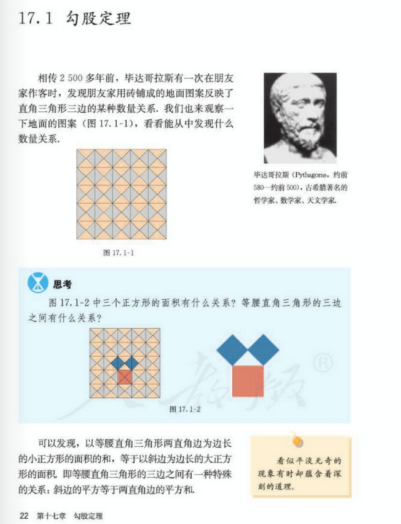 17.1 勾股定理
相传 2 500 多年前，毕达哥拉斯有一次在朋友
家作客时，发现朋友家用砖铺成的地面图案反映了
直角三角形三边的某种数量关系. 我们也来观察一
下地面的图案（图 17.1-1），看看能从中发现什么
数量关系.
毕达哥拉斯（Pythagoras，约前
580—约前 500），古希腊著名的
哲学家、数学家、天文学家.
图 17.1-1
思考
图 17.1-2 中三个正方形的面积有什么关系？等腰直角三角形的三边
之间有什么关系？
图 17.1-2
可以发现，以等腰直角三角形两直角边为边长
的小正方形的面积的和，等于以斜边为边长的大正方
形的面积. 即等腰直角三角形的三边之间有一种特殊
的关系：斜边的平方等于两直角边的平方和.
看似平淡无奇的
现象有时却蕴含着深
刻的道理.
22 第十七章 勾股定理